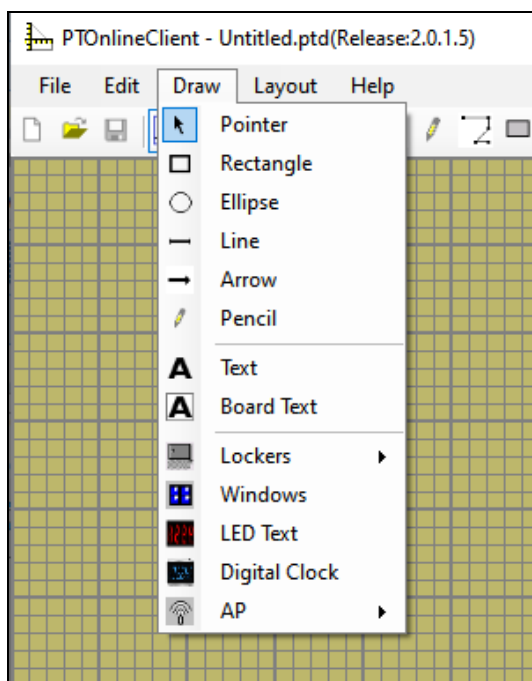 PTOnlineClient - Untitled.ptd(Release:2.0.1.5)
File Edit Draw Layout Help
Pointer
Rectangle
Ellipse
Line
Arrow
Pencil
A Text
A Board Text
Lockers
Windows
LED Text
Digital Clock
AP